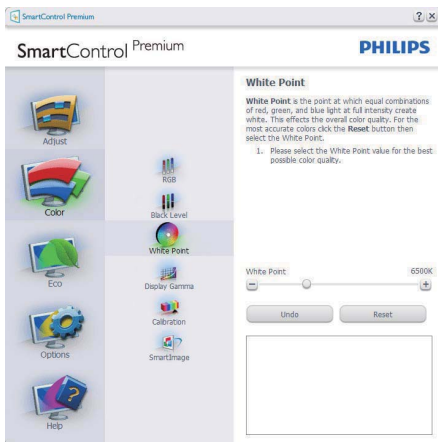 SmartControl Premium
SmartControl Premium
PHILIPS
Adjust
Color
Eco
Options
Help
RGB
Black Level
White Point
Display Gamma
Calibration
SmartImage
White Point
White Point is the point at which equal combinations
of red, green, and blue light at full intensity create
white. This effects the overall color quality. For the
most accurate colors click the Reset button then
select the White Point.
1. Please select the White Point value for the best
possible color quality.
White Point 6500K
Undo Reset